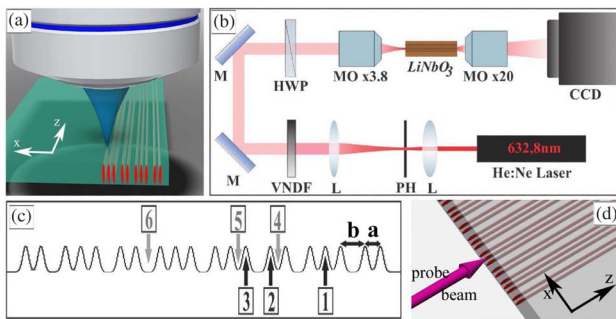 (a)
z
x
(b)
M
HWP
MO x3.8
LiNbO3
MO x20
CCD
M
VNDF
L
PH
L
632,8nm
He:Ne Laser
(c)
6
5
4
b
a
3
2
1
(d)
probe
beam
x
z